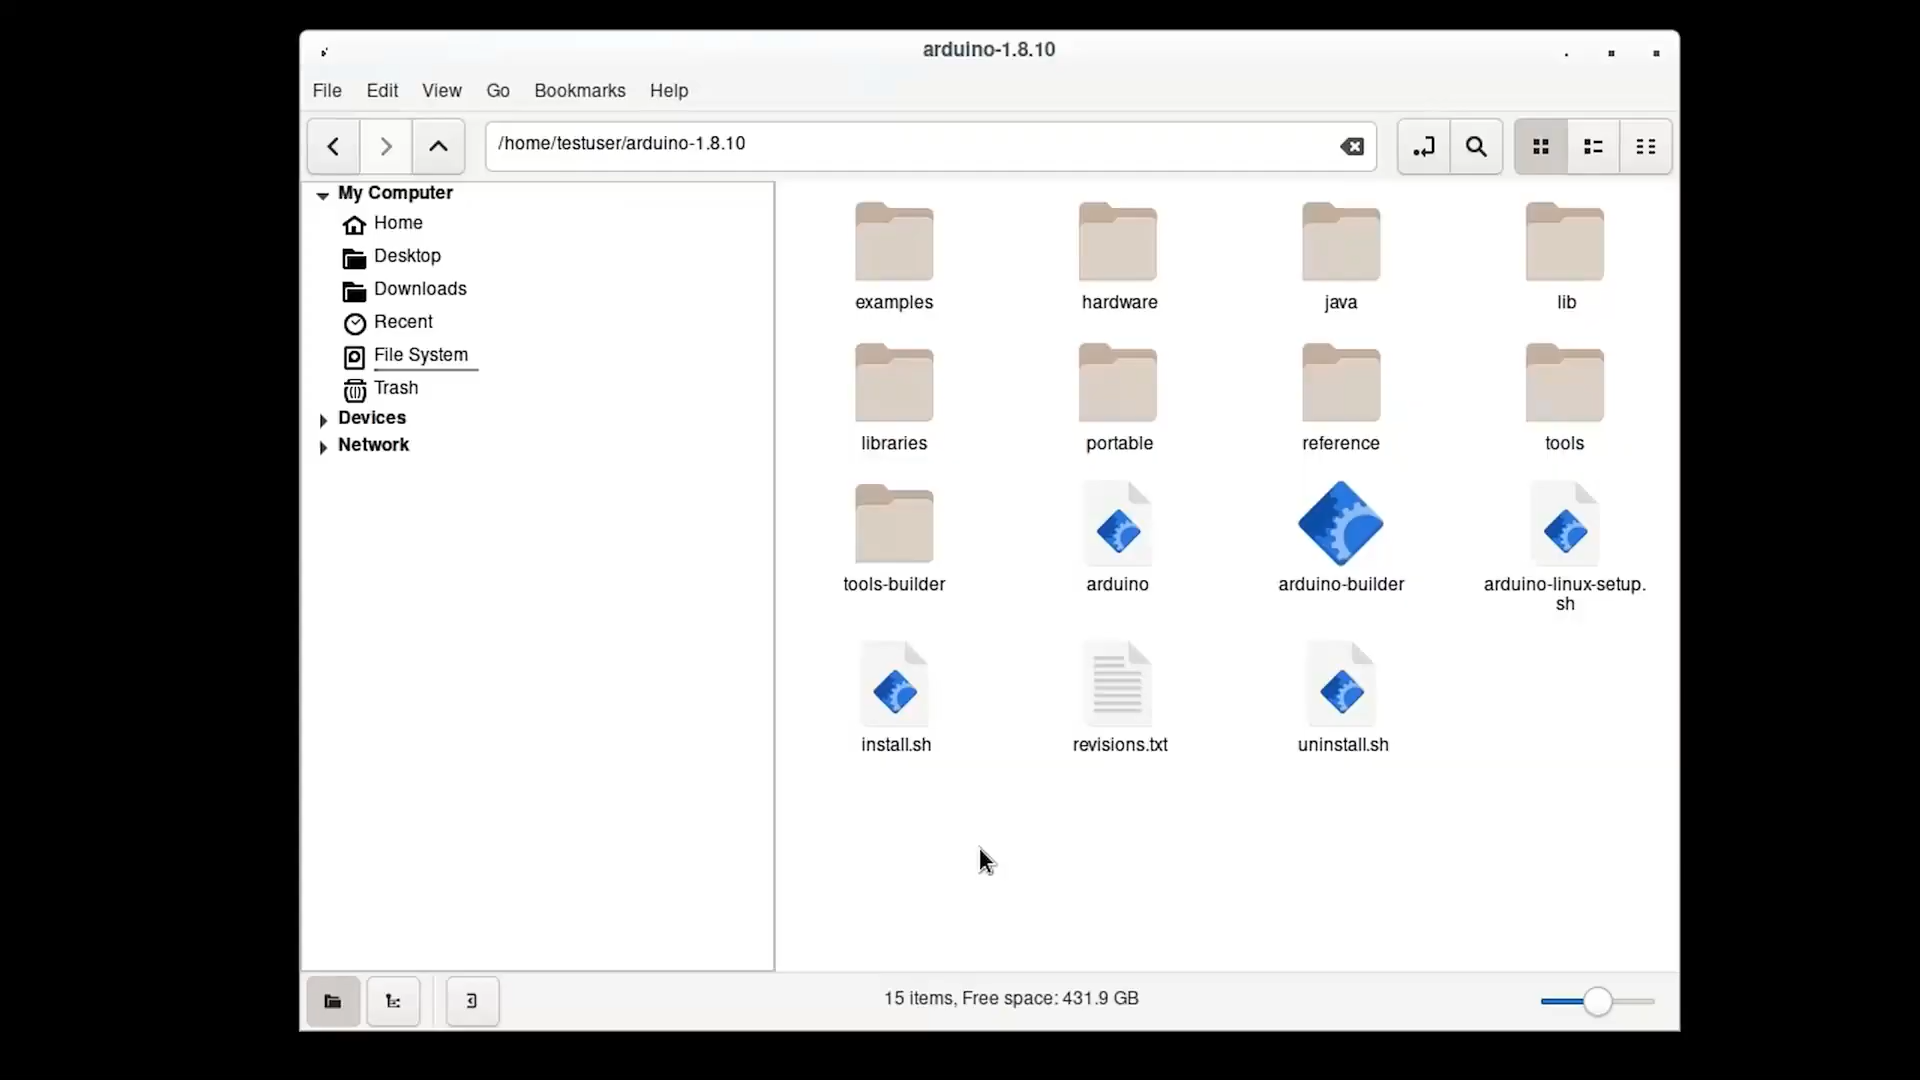 arduino-1.8.10
File Edit View Go Bookmarks Help
/home/testuser/arduino-1.8.10
My Computer
Home
Desktop
Downloads
Recent
File System
Trash
Devices
Network
examples hardware java lib
libraries portable reference tools
tools-builder arduino arduino-builder arduino-linux-setup.
sh
install.sh revisions.txt uninstall.sh
15 items, Free space: 431.9 GB